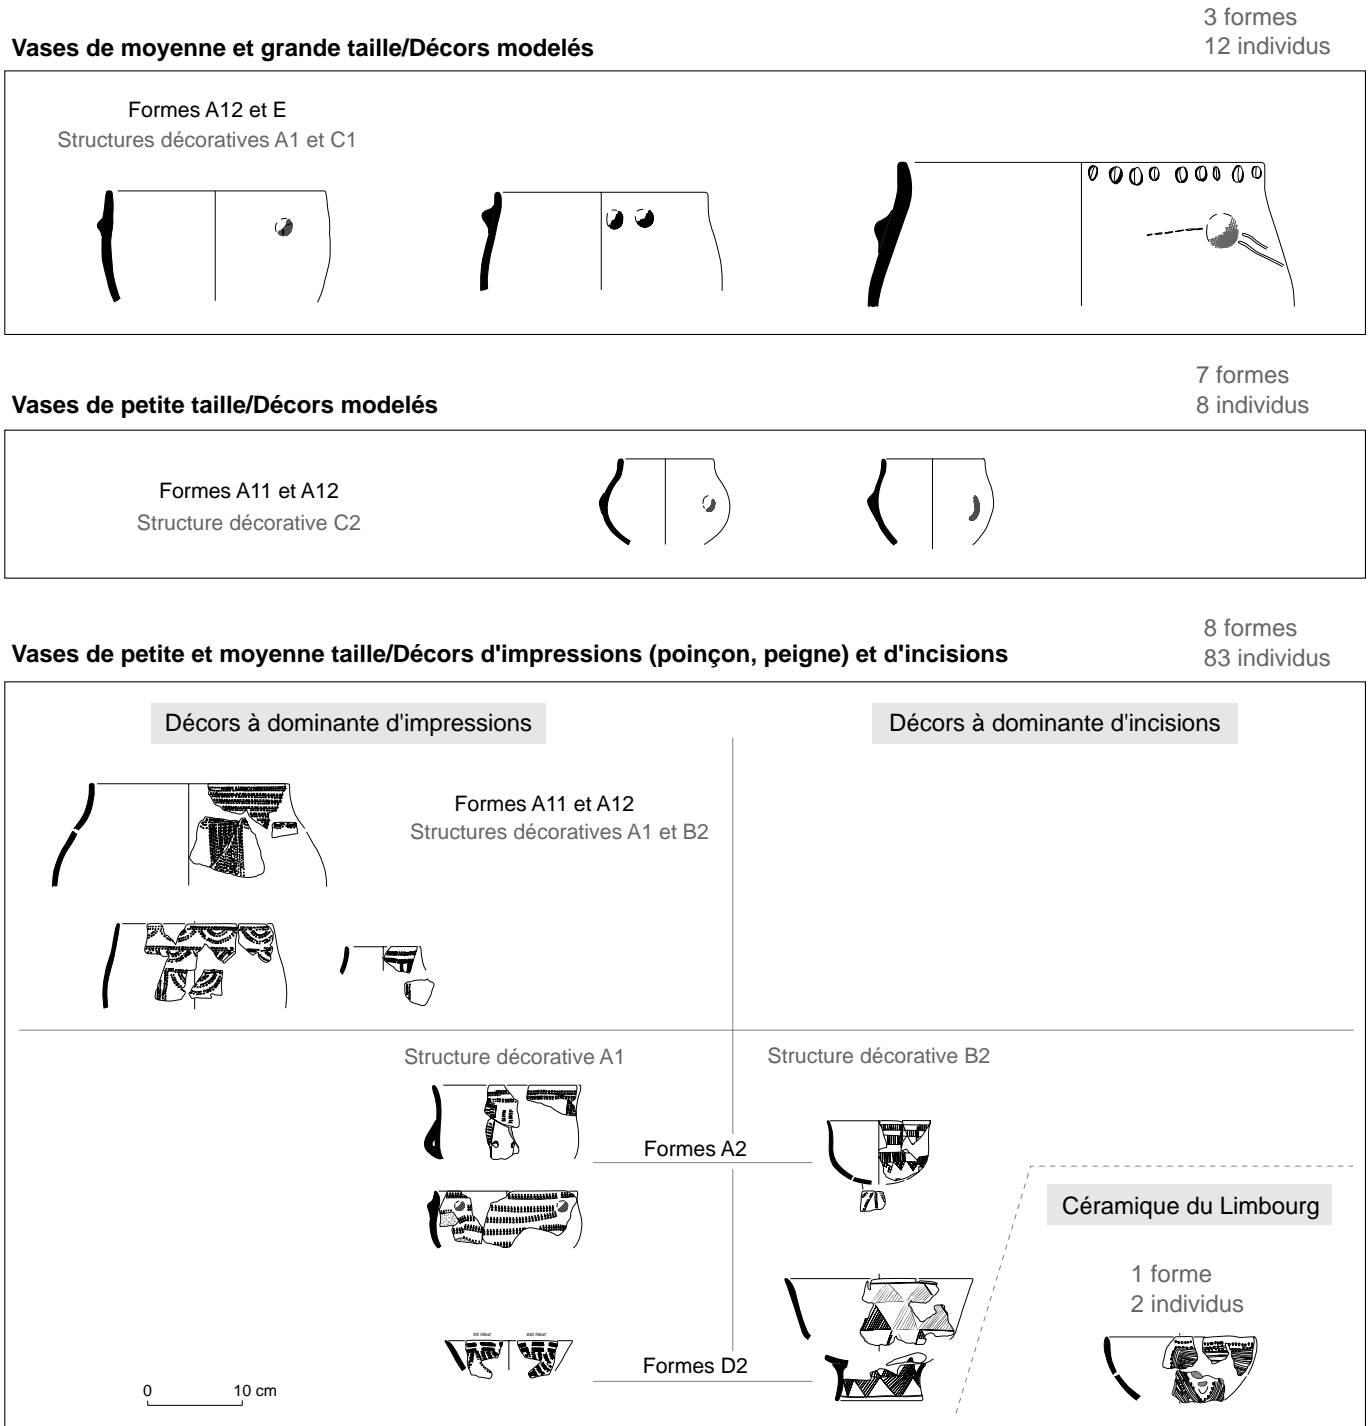 3 formes
12 individus
Vases de moyenne et grande taille/Décors modelés
Formes A12 et E
Structures décoratives A1 et C1
7 formes
8 individus
Vases de petite taille/Décors modelés
Formes A11 et A12
Structure décorative C2
8 formes
83 individus
Vases de petite et moyenne taille/Décors d'impressions (poinçon, peigne) et d'incisions
Décors à dominante d'impressions
Décors à dominante d'incisions
Formes A11 et A12
Structures décoratives A1 et B2
Structure décorative A1
Structure décorative B2
Formes A2
Céramique du Limbourg
1 forme
2 individus
int rieur
ext rieur
Formes D2
0 10 cm